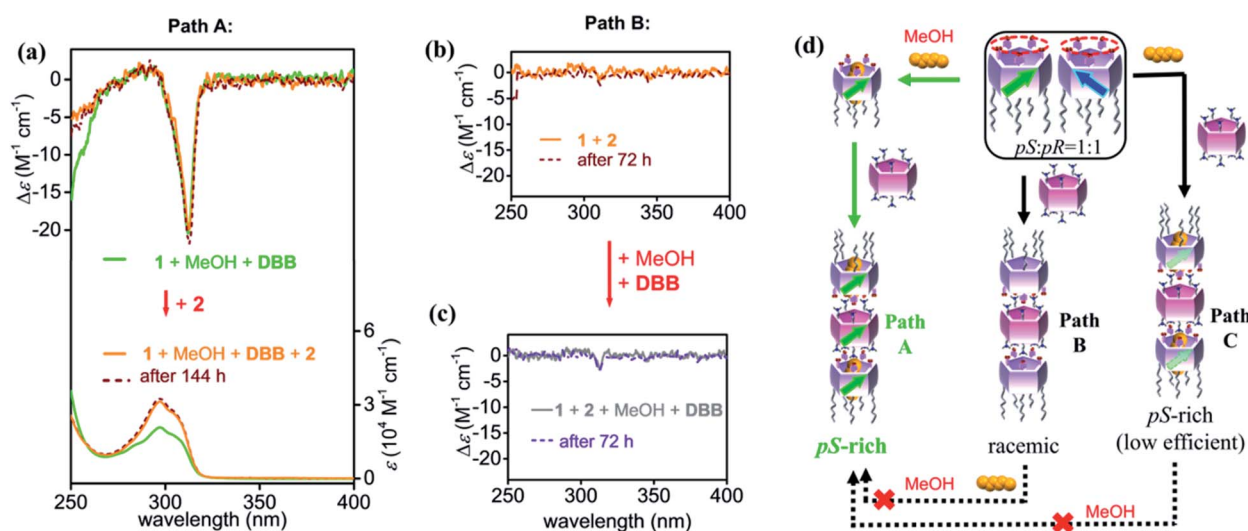 Path A:
(a)
0
-5
-10
-15
-20
Δε (M⁻¹ cm⁻¹)
1 + MeOH + DBB
+ 2
1 + MeOH + DBB + 2
after 144 h
6
3
0
ε (10⁴ M⁻¹ cm⁻¹)
250 300 350 400
wavelength (nm)
Path B:
(b)
0
-5
-10
-15
-20
Δε (M⁻¹ cm⁻¹)
1 + 2
after 72 h
250 300 350 400
+ MeOH
+ DBB
(c)
0
-5
-10
-15
-20
Δε (M⁻¹ cm⁻¹)
1 + 2 + MeOH + DBB
after 72 h
250 300 350 400
wavelength (nm)
(d)
MeOH
pS:pR=1:1
Path
A
Path
B
Path
C
pS-rich
racemic
pS-rich
(low efficient)
MeOH
MeOH